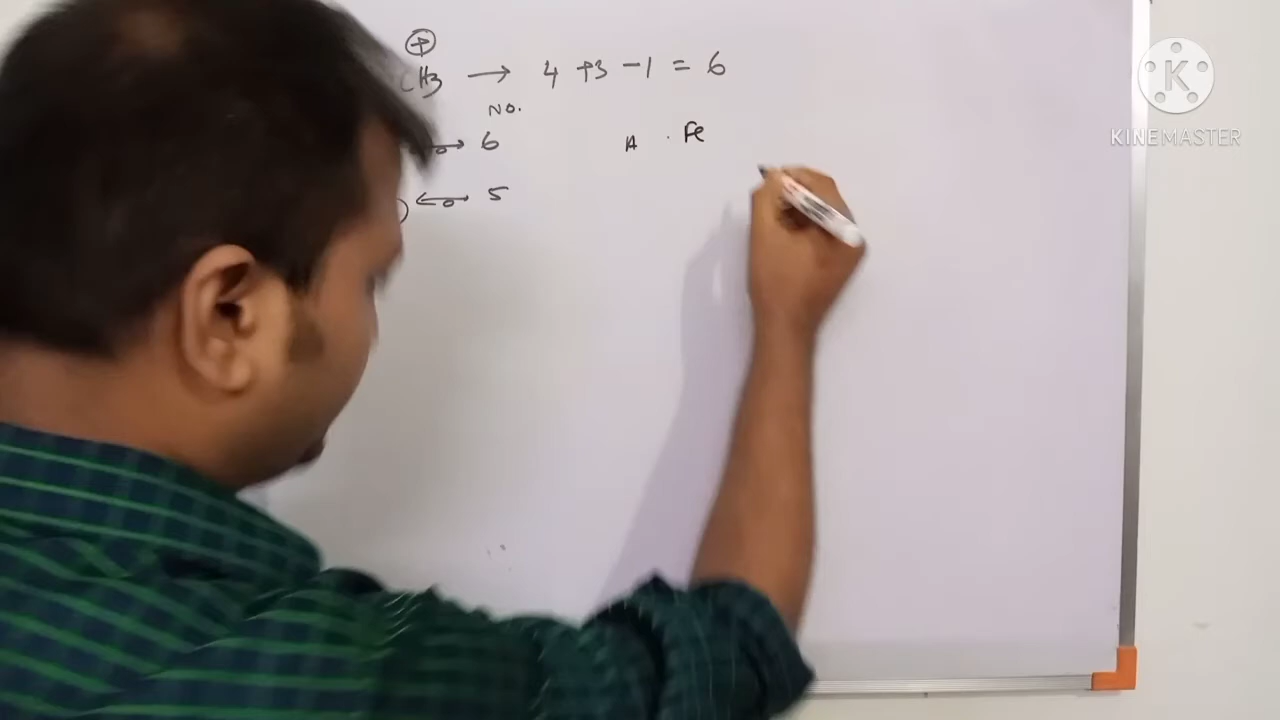 ⊕
CH3 → 4 +3 -1 = 6
NO.
6 A . Fe
5
K
KINEMASTER